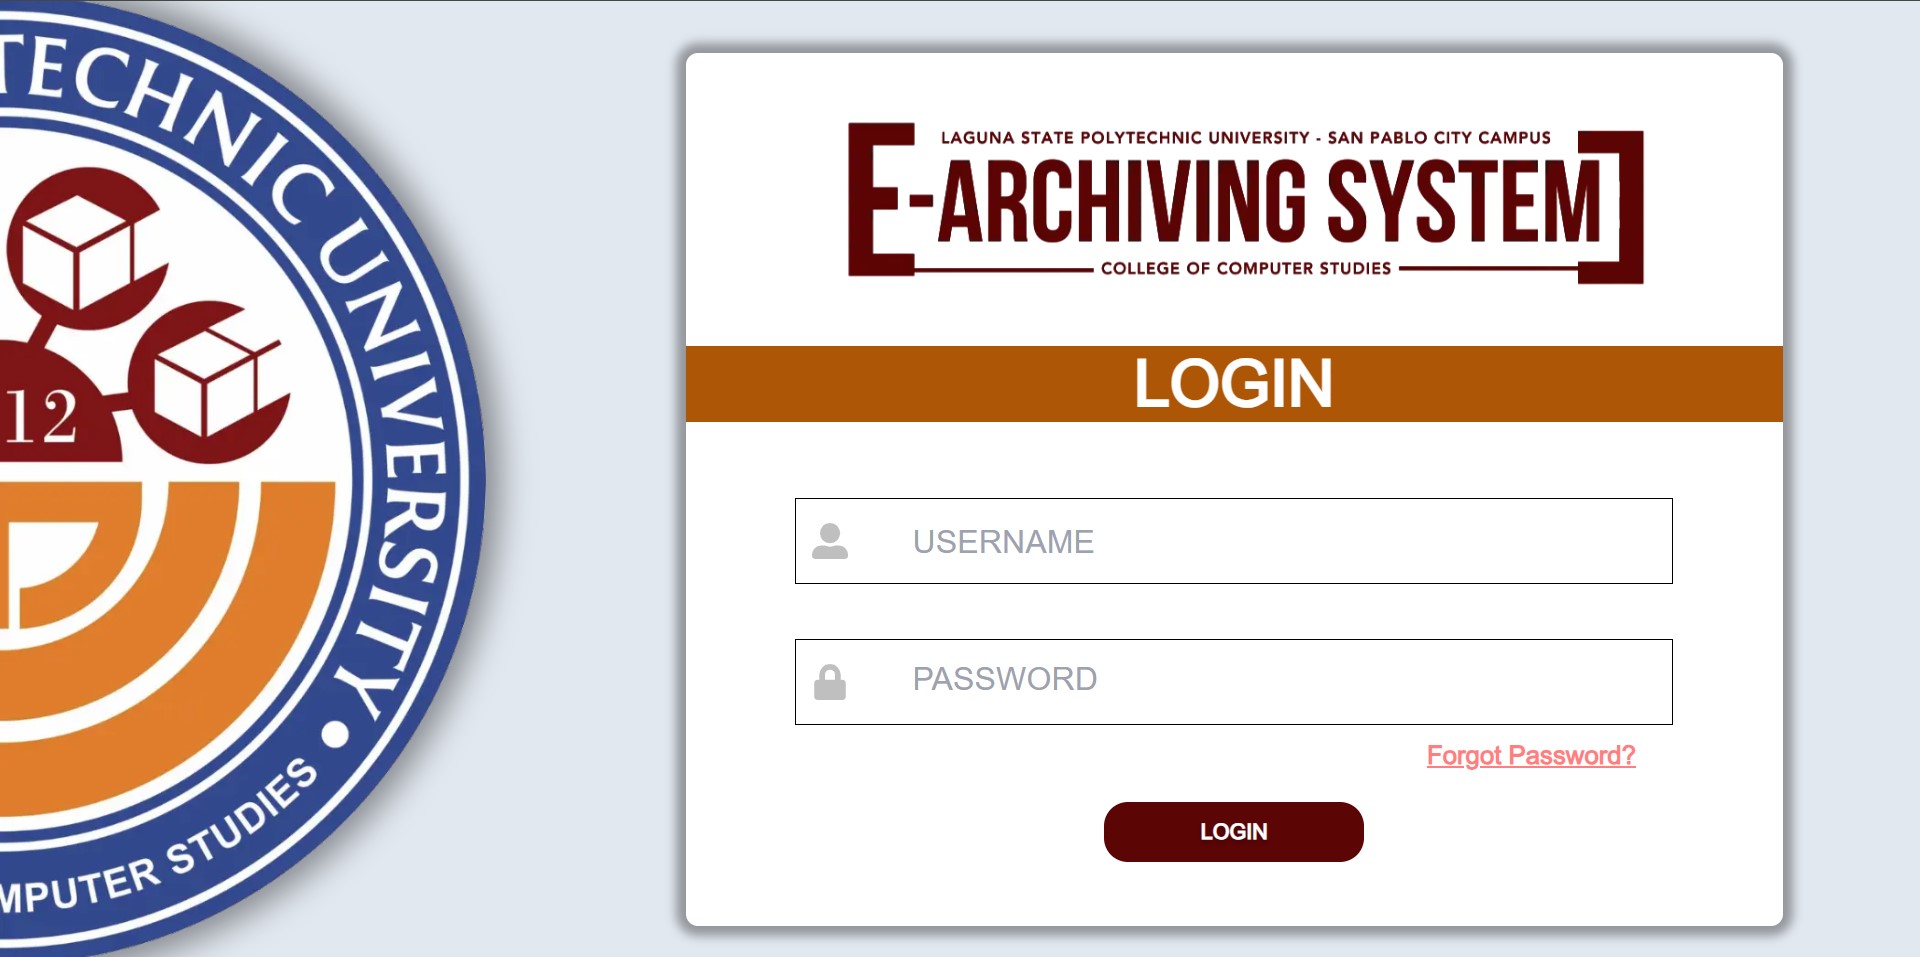 TECHNIC UNIVERSITY •
12
MPUTER STUDIES
LAGUNA STATE POLYTECHNIC UNIVERSITY - SAN PABLO CITY CAMPUS
E-ARCHIVING SYSTEM
COLLEGE OF COMPUTER STUDIES
LOGIN
USERNAME
PASSWORD
Forgot Password?
LOGIN